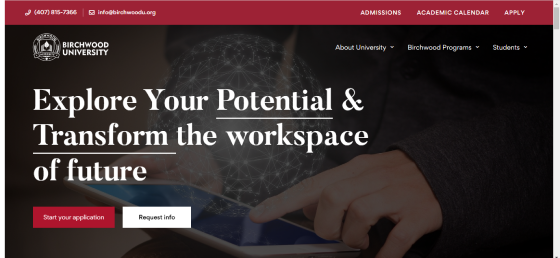 (407) 815-7366 info@birchwoodu.org ADMISSIONS ACADEMIC CALENDAR APPLY
BIRCHWOOD
UNIVERSITY
About University Birchwood Programs Students
Explore Your Potential &
Transform the workspace
of future
Start your application Request info